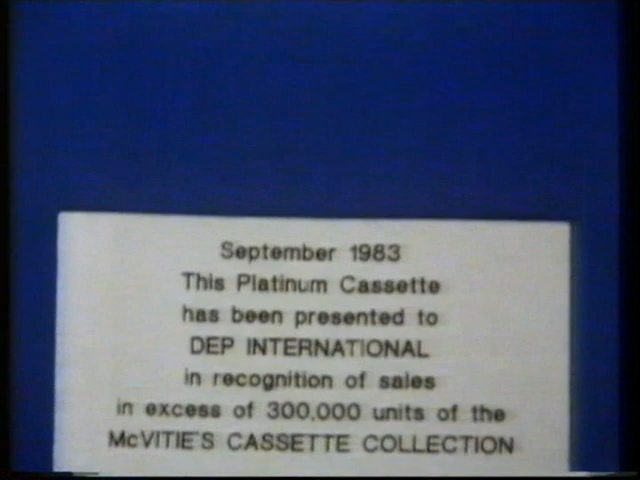 September 1983
This Platinum Cassette
has been presented to
DEP INTERNATIONAL
in recognition of sales
in excess of 300,000 units of the
McVITIE'S CASSETTE COLLECTION